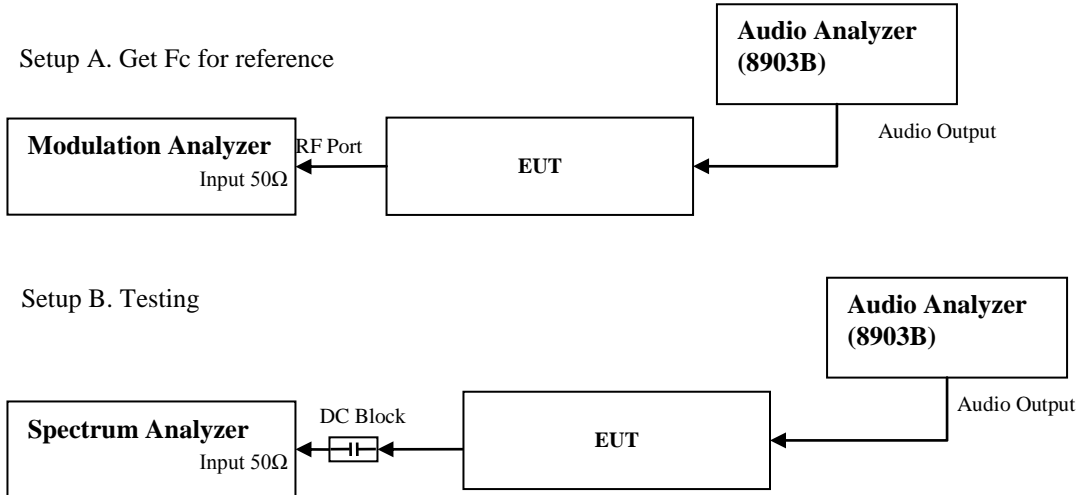 Setup A. Get Fc for reference
Audio Analyzer
(8903B)
Audio Output
Modulation Analyzer
Input 50Ω
RF Port
EUT
Setup B. Testing
Audio Analyzer
(8903B)
Audio Output
Spectrum Analyzer
Input 50Ω
DC Block
EUT